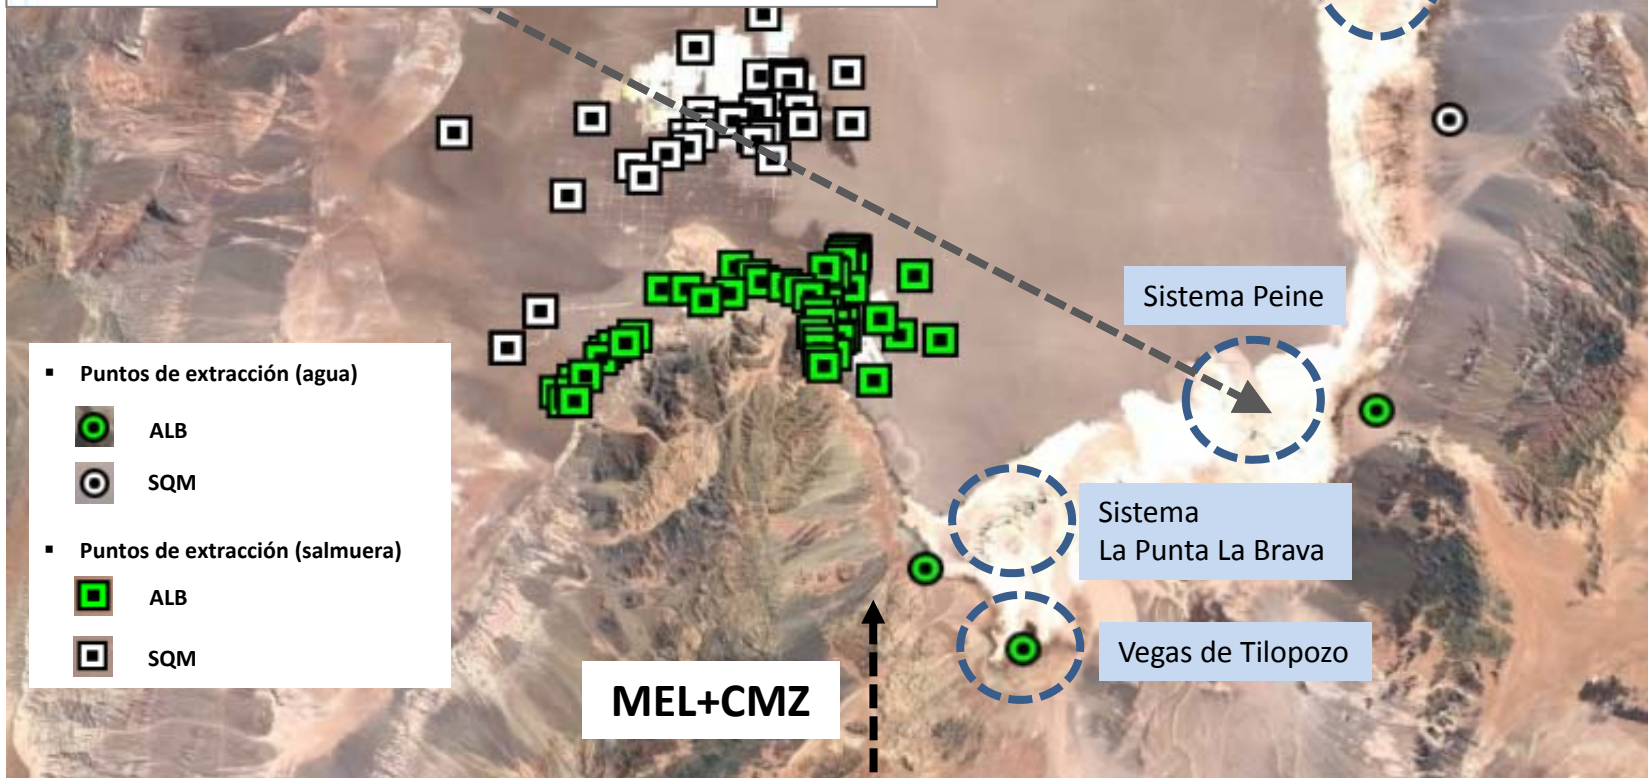 Sistema Peine
▪ Puntos de extracción (agua)
ALB
SQM
▪ Puntos de extracción (salmuera)
ALB
SQM
Sistema
La Punta La Brava
Vegas de Tilopozo
MEL+CMZ